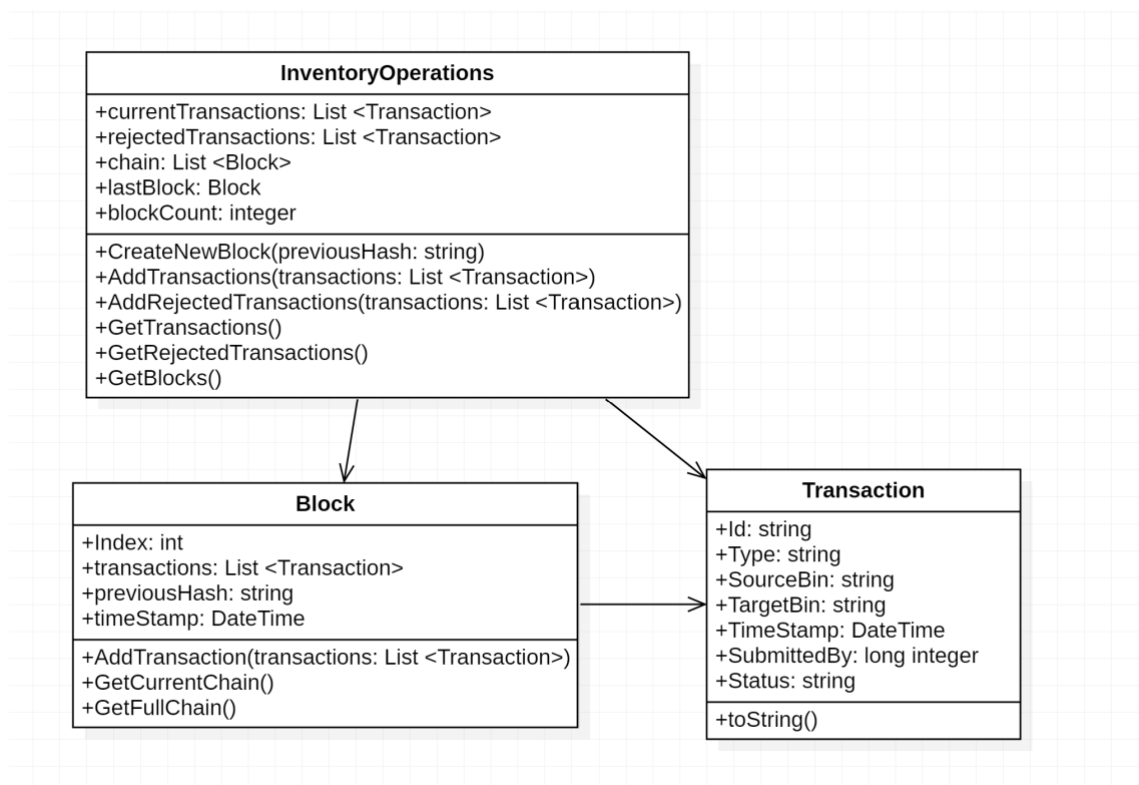 InventoryOperations
+currentTransactions: List <Transaction>
+rejectedTransactions: List <Transaction>
+chain: List <Block>
+lastBlock: Block
+blockCount: integer
+CreateNewBlock(previousHash: string)
+AddTransactions(transactions: List <Transaction>)
+AddRejectedTransactions(transactions: List <Transaction>)
+GetTransactions()
+GetRejectedTransactions()
+GetBlocks()
Block
+Index: int
+transactions: List <Transaction>
+previousHash: string
+timeStamp: DateTime
+AddTransaction(transactions: List <Transaction>)
+GetCurrentChain()
+GetFullChain()
Transaction
+Id: string
+Type: string
+SourceBin: string
+TargetBin: string
+TimeStamp: DateTime
+SubmittedBy: long integer
+Status: string
+toString()